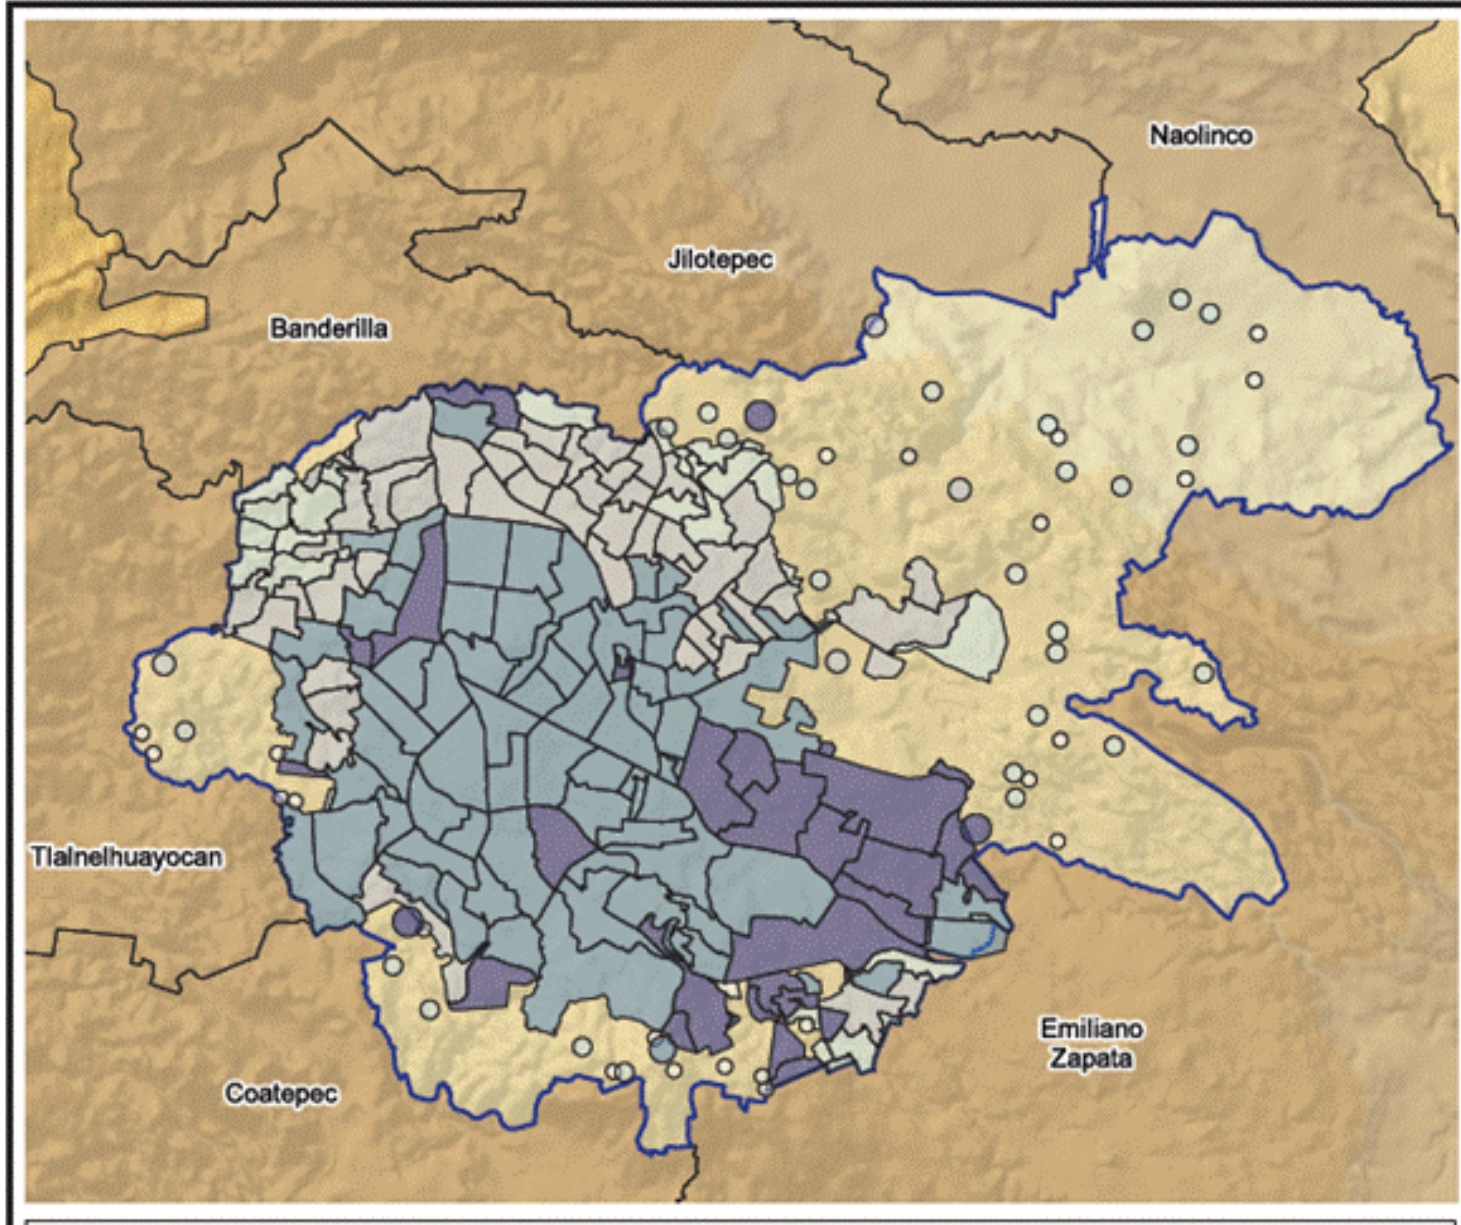 Naolinco
Jilotepec
Banderilla
Tlalnelhuayocan
Emiliano
Zapata
Coatepec